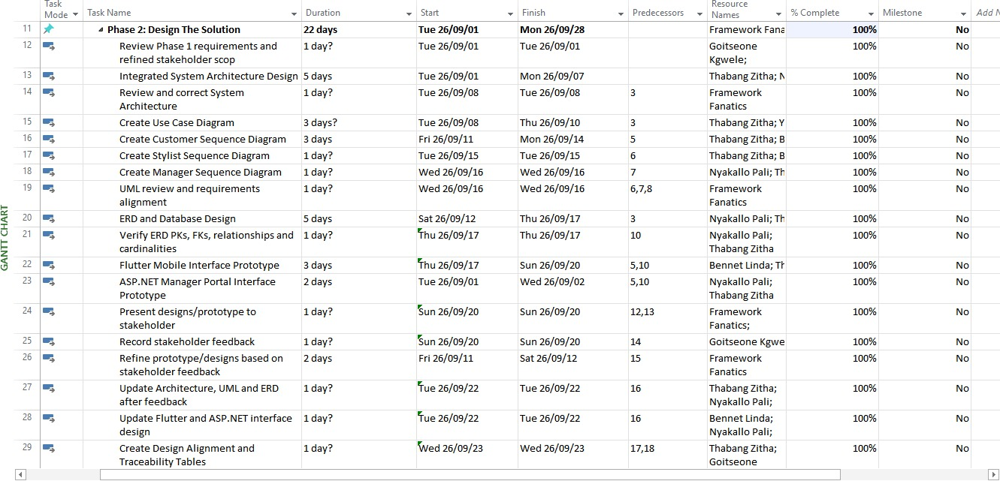 Task Mode Task Name Duration Start Finish Predecessors Resource Names % Complete Milestone Add N
11 Phase 2: Design The Solution 22 days Tue 26/09/01 Mon 26/09/28 Framework Fana 100% No
12 Review Phase 1 requirements and 1 day? Tue 26/09/01 Tue 26/09/01 Goitseone 100% No
refined stakeholder scop Kgwele;
13 Integrated System Architecture Design 5 days Tue 26/09/01 Mon 26/09/07 Thabang Zitha; N 100% No
14 Review and correct System 1 day? Tue 26/09/08 Tue 26/09/08 3 Framework 100% No
Architecture Fanatics
15 Create Use Case Diagram 3 days? Tue 26/09/08 Thu 26/09/10 3 Thabang Zitha; Y 100% No
16 Create Customer Sequence Diagram 3 days Fri 26/09/11 Mon 26/09/14 5 Thabang Zitha; B 100% No
17 Create Stylist Sequence Diagram 1 day? Tue 26/09/15 Tue 26/09/15 6 Thabang Zitha; B 100% No
18 Create Manager Sequence Diagram 1 day? Wed 26/09/16 Wed 26/09/16 7 Nyakallo Pali; Th 100% No
19 UML review and requirements 1 day? Wed 26/09/16 Wed 26/09/16 6,7,8 Framework 100% No
alignment Fanatics
20 ERD and Database Design 5 days Sat 26/09/12 Thu 26/09/17 3 Nyakallo Pali; Th 100% No
21 Verify ERD PKs, FKs, relationships and 1 day? Thu 26/09/17 Thu 26/09/17 10 Nyakallo Pali; 100% No
cardinalities Thabang Zitha
22 Flutter Mobile Interface Prototype 3 days Thu 26/09/17 Sun 26/09/20 5,10 Bennet Linda; Th 100% No
23 ASP.NET Manager Portal Interface 2 days Tue 26/09/01 Wed 26/09/02 5,10 Nyakallo Pali; 100% No
Prototype Thabang Zitha
24 Present designs/prototype to 1 day? Sun 26/09/20 Sun 26/09/20 12,13 Framework 100% No
stakeholder Fanatics;
25 Record stakeholder feedback 1 day? Sun 26/09/20 Sun 26/09/20 14 Goitseone Kgwe 100% No
26 Refine prototype/designs based on 2 days Fri 26/09/11 Sat 26/09/12 15 Framework 100% No
stakeholder feedback Fanatics
27 Update Architecture, UML and ERD 1 day? Tue 26/09/22 Tue 26/09/22 16 Thabang Zitha; 100% No
after feedback Nyakallo Pali;
28 Update Flutter and ASP.NET interface 1 day? Tue 26/09/22 Tue 26/09/22 16 Bennet Linda; 100% No
design Nyakallo Pali;
29 Create Design Alignment and 1 day? Wed 26/09/23 Wed 26/09/23 17,18 Thabang Zitha; 100% No
Traceability Tables Goitseone
GANTT CHART